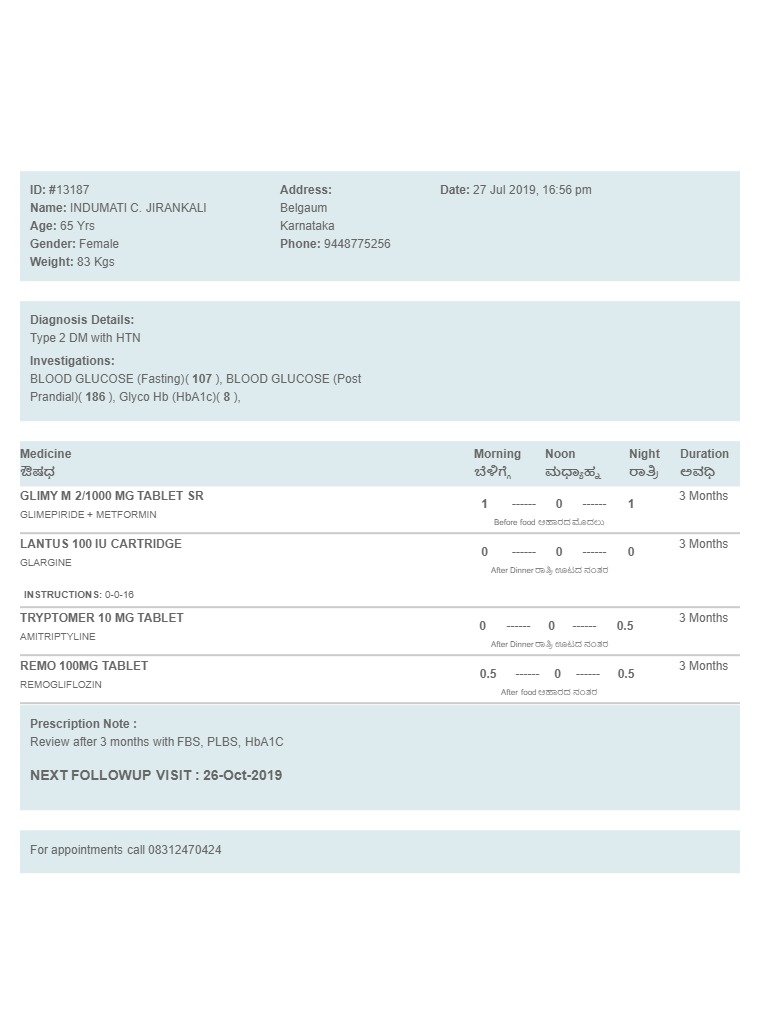 ID: #13187
Name: INDUMATI C. JIRANKALI
Age: 65 Yrs
Gender: Female
Weight: 83 Kgs
Address:
Belgaum
Karnataka
Phone: 9448775256
Date: 27 Jul 2019, 16:56 pm
Diagnosis Details:
Type 2 DM with HTN
Investigations:
BLOOD GLUCOSE (Fasting)( 107 ), BLOOD GLUCOSE (Post
Prandial)( 186 ), Glyco Hb (HbA1c)( 8 ),
Medicine Morning Noon Night Duration
ಔಷಧ ಬೆಳಿಗ್ಗೆ ಮಧ್ಯಾಹ್ನ ರಾತ್ರಿ ಅವಧಿ
GLIMY M 2/1000 MG TABLET SR 1 ------ 0 ------ 1 3 Months
GLIMEPIRIDE + METFORMIN Before food ಆಹಾರದ ಮೊದಲು
LANTUS 100 IU CARTRIDGE 0 ------ 0 ------ 0 3 Months
GLARGINE After Dinner ರಾತ್ರಿ ಊಟದ ನಂತರ
INSTRUCTIONS: 0-0-16
TRYPTOMER 10 MG TABLET 0 ------ 0 ------ 0.5 3 Months
AMITRIPTYLINE After Dinner ರಾತ್ರಿ ಊಟದ ನಂತರ
REMO 100MG TABLET 0.5 ------ 0 ------ 0.5 3 Months
REMOGLIFLOZIN After food ಆಹಾರದ ನಂತರ
Prescription Note :
Review after 3 months with FBS, PLBS, HbA1C
NEXT FOLLOWUP VISIT : 26-Oct-2019
For appointments call 08312470424